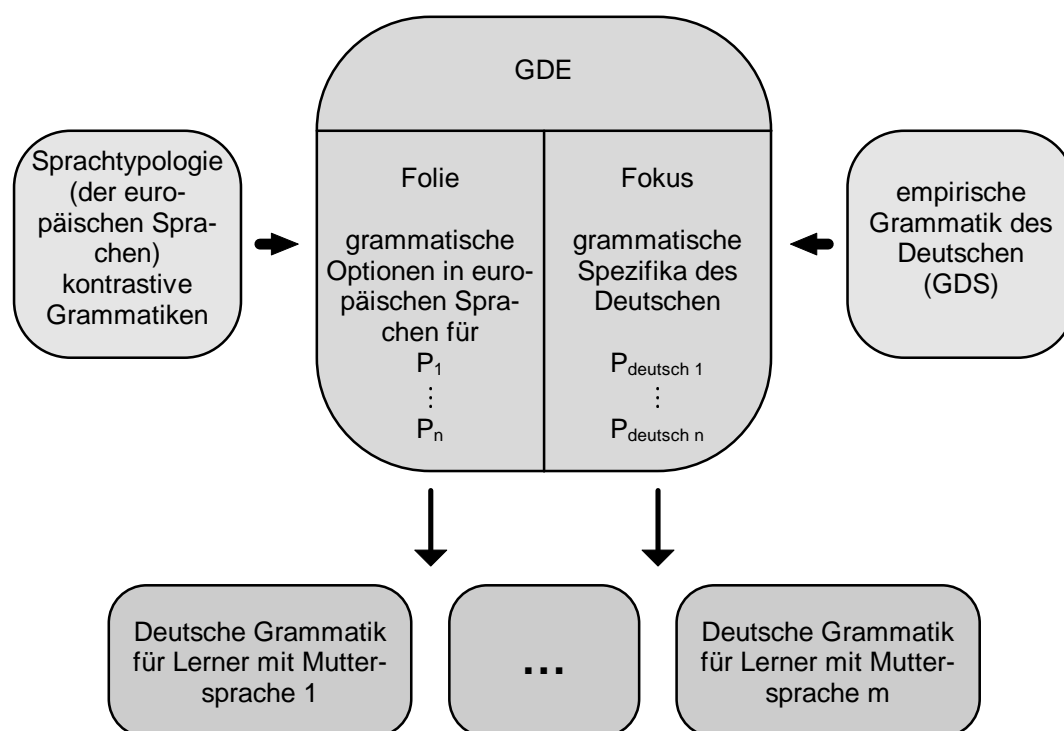 GDE
Sprachtypologie
(der euro-
päischen Spra-
chen)
kontrastive
Grammatiken
Folie
grammatische
Optionen in euro-
päischen Spra-
chen für
P1
⋮
Pn
Fokus
grammatische
Spezifika des
Deutschen
Pdeutsch 1
⋮
Pdeutsch n
empirische
Grammatik des
Deutschen
(GDS)
Deutsche Grammatik
für Lerner mit Mutter-
sprache 1
...
Deutsche Grammatik
für Lerner mit Mutter-
sprache m